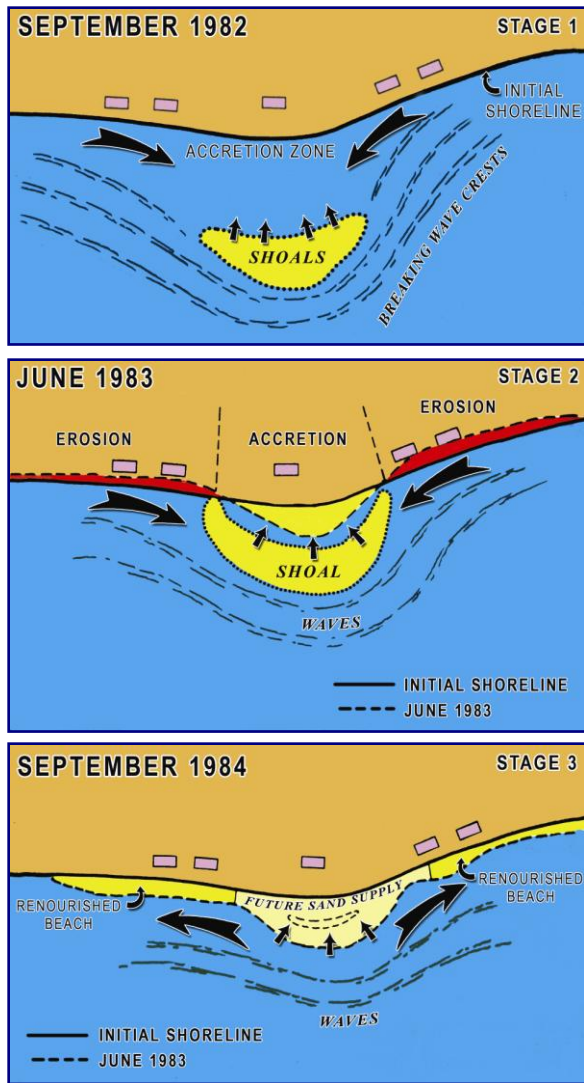 SEPTEMBER 1982
STAGE 1
INITIAL
SHORELINE
ACCRETION ZONE
SHOALS
BREAKING WAVE CRESTS
JUNE 1983
STAGE 2
EROSION
ACCRETION
EROSION
SHOAL
WAVES
INITIAL SHORELINE
JUNE 1983
SEPTEMBER 1984
STAGE 3
FUTURE SAND SUPPLY
RENOURISHED
BEACH
RENOURISHED
BEACH
WAVES
INITIAL SHORELINE
JUNE 1983